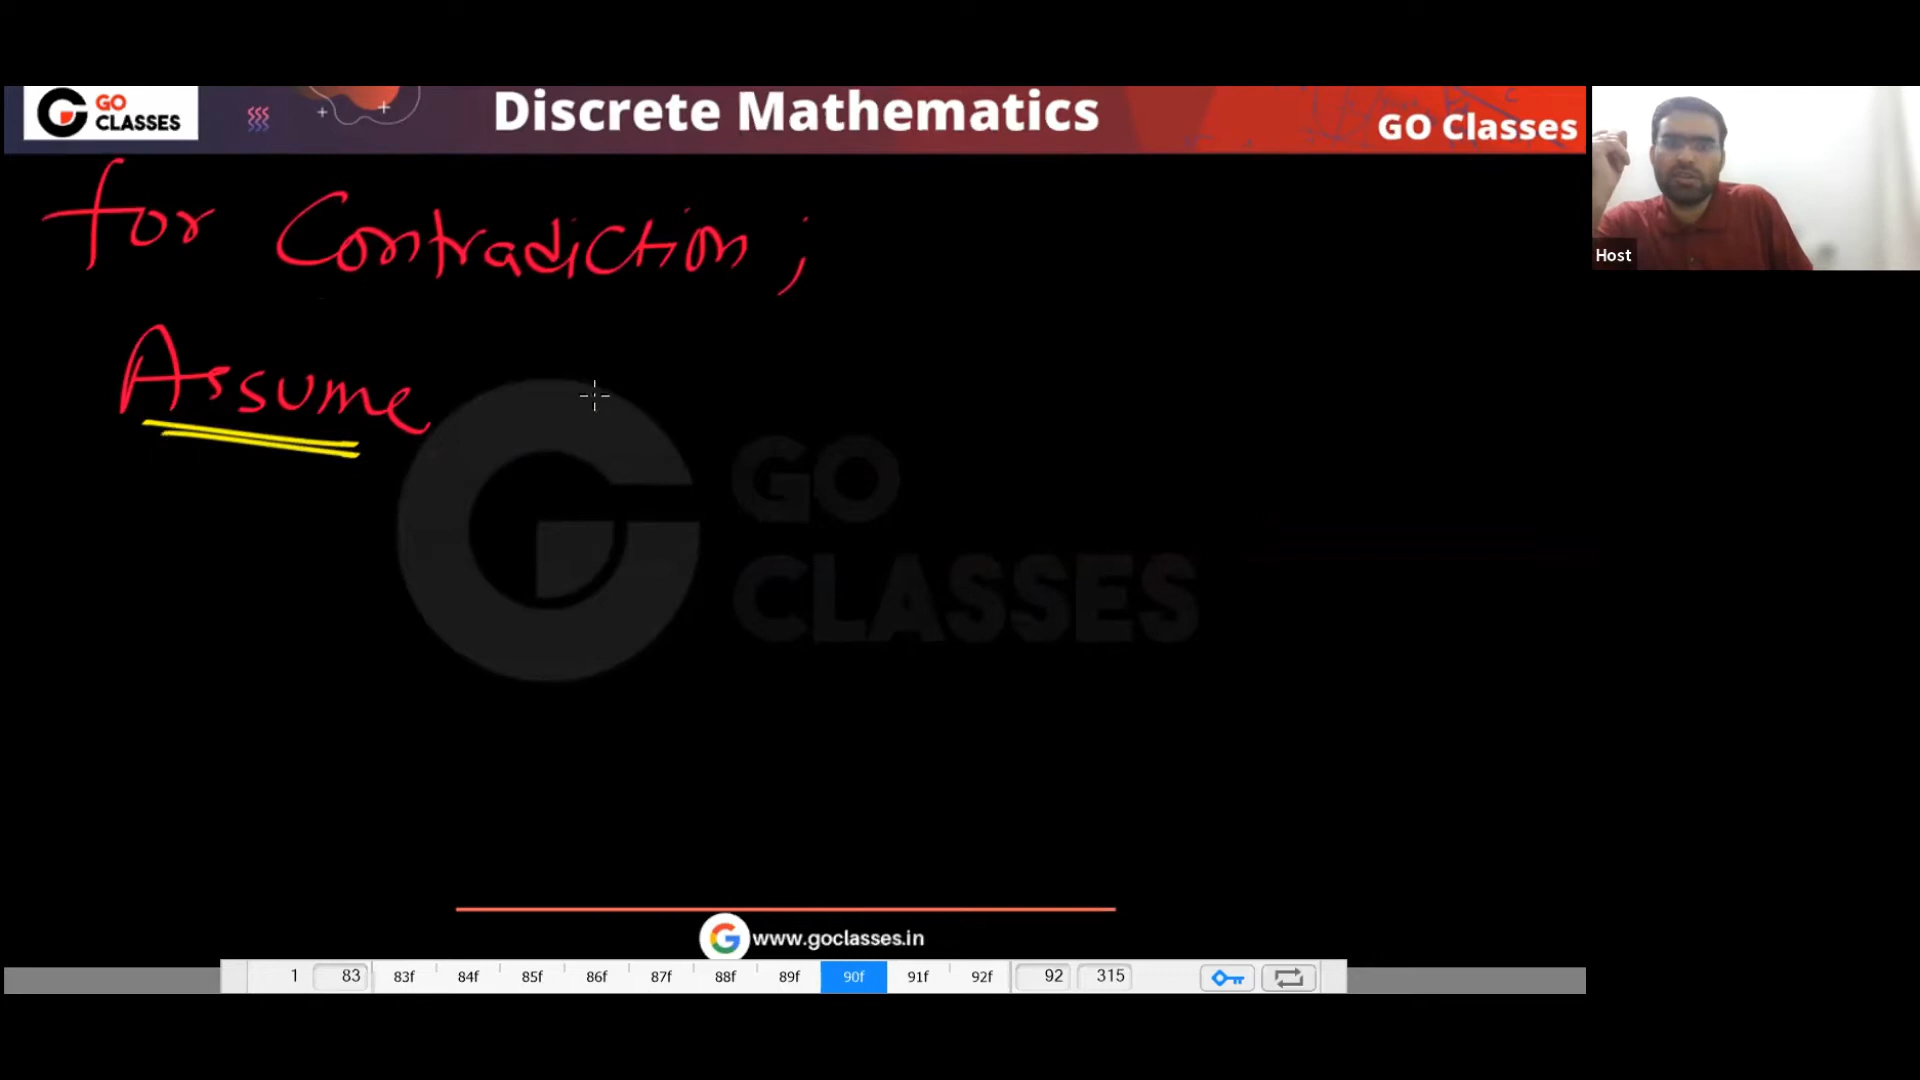 GO
CLASSES
Discrete Mathematics
GO Classes
Host
for Contradiction ;
Assume
GO
CLASSES
www.goclasses.in
1 83 83f 84f 85f 86f 87f 88f 89f 90f 91f 92f 92 315